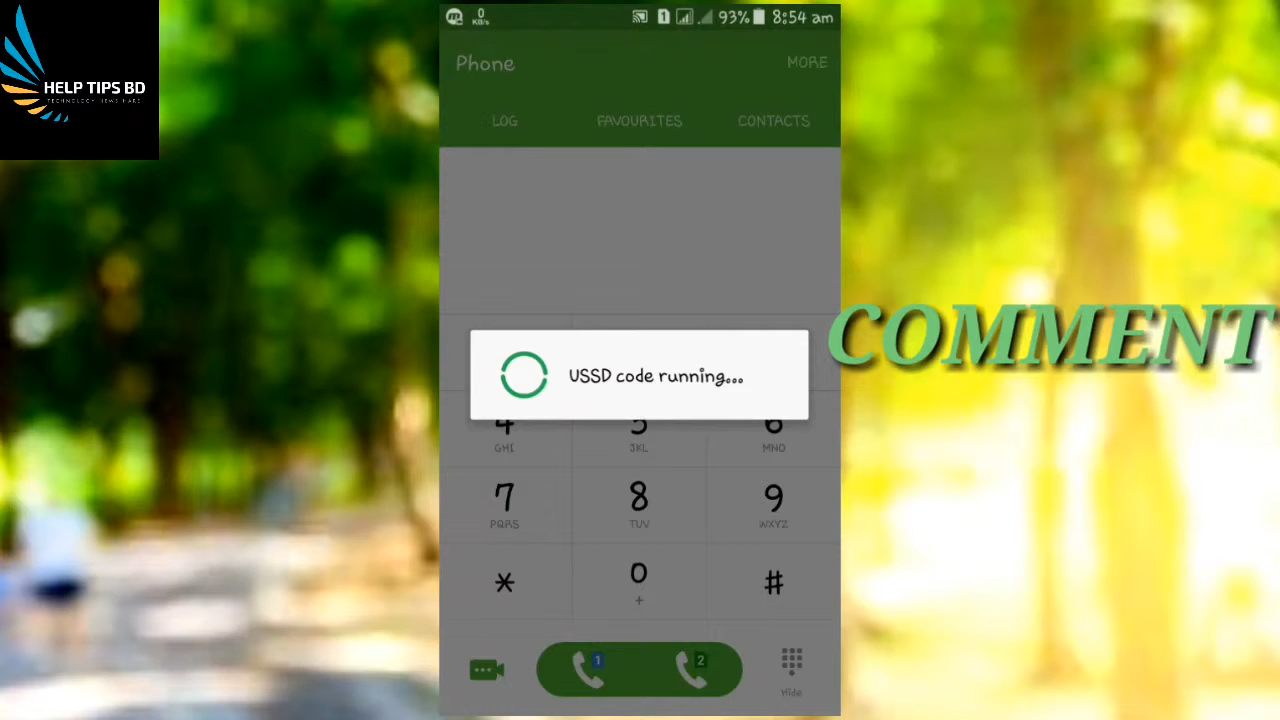 HELP TIPS BD
0
KB/s
1
93%
8:54 am
Phone
MORE
LOG
FAVOURITES
CONTACTS
COMMENT
USSD code running...
4
5
6
GHI
JKL
MNO
7
8
9
PQRS
TUV
WXYZ
*
0
#
+
1
2
Hide